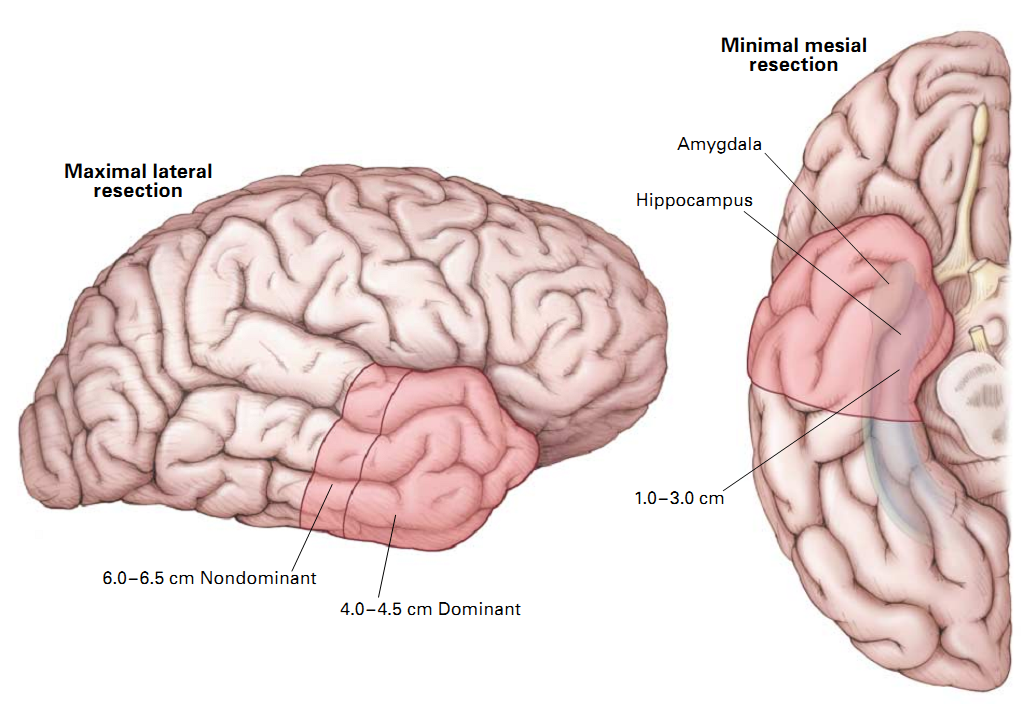 Maximal lateral
resection
6.0–6.5 cm Nondominant
4.0–4.5 cm Dominant
Minimal mesial
resection
Amygdala
Hippocampus
1.0–3.0 cm